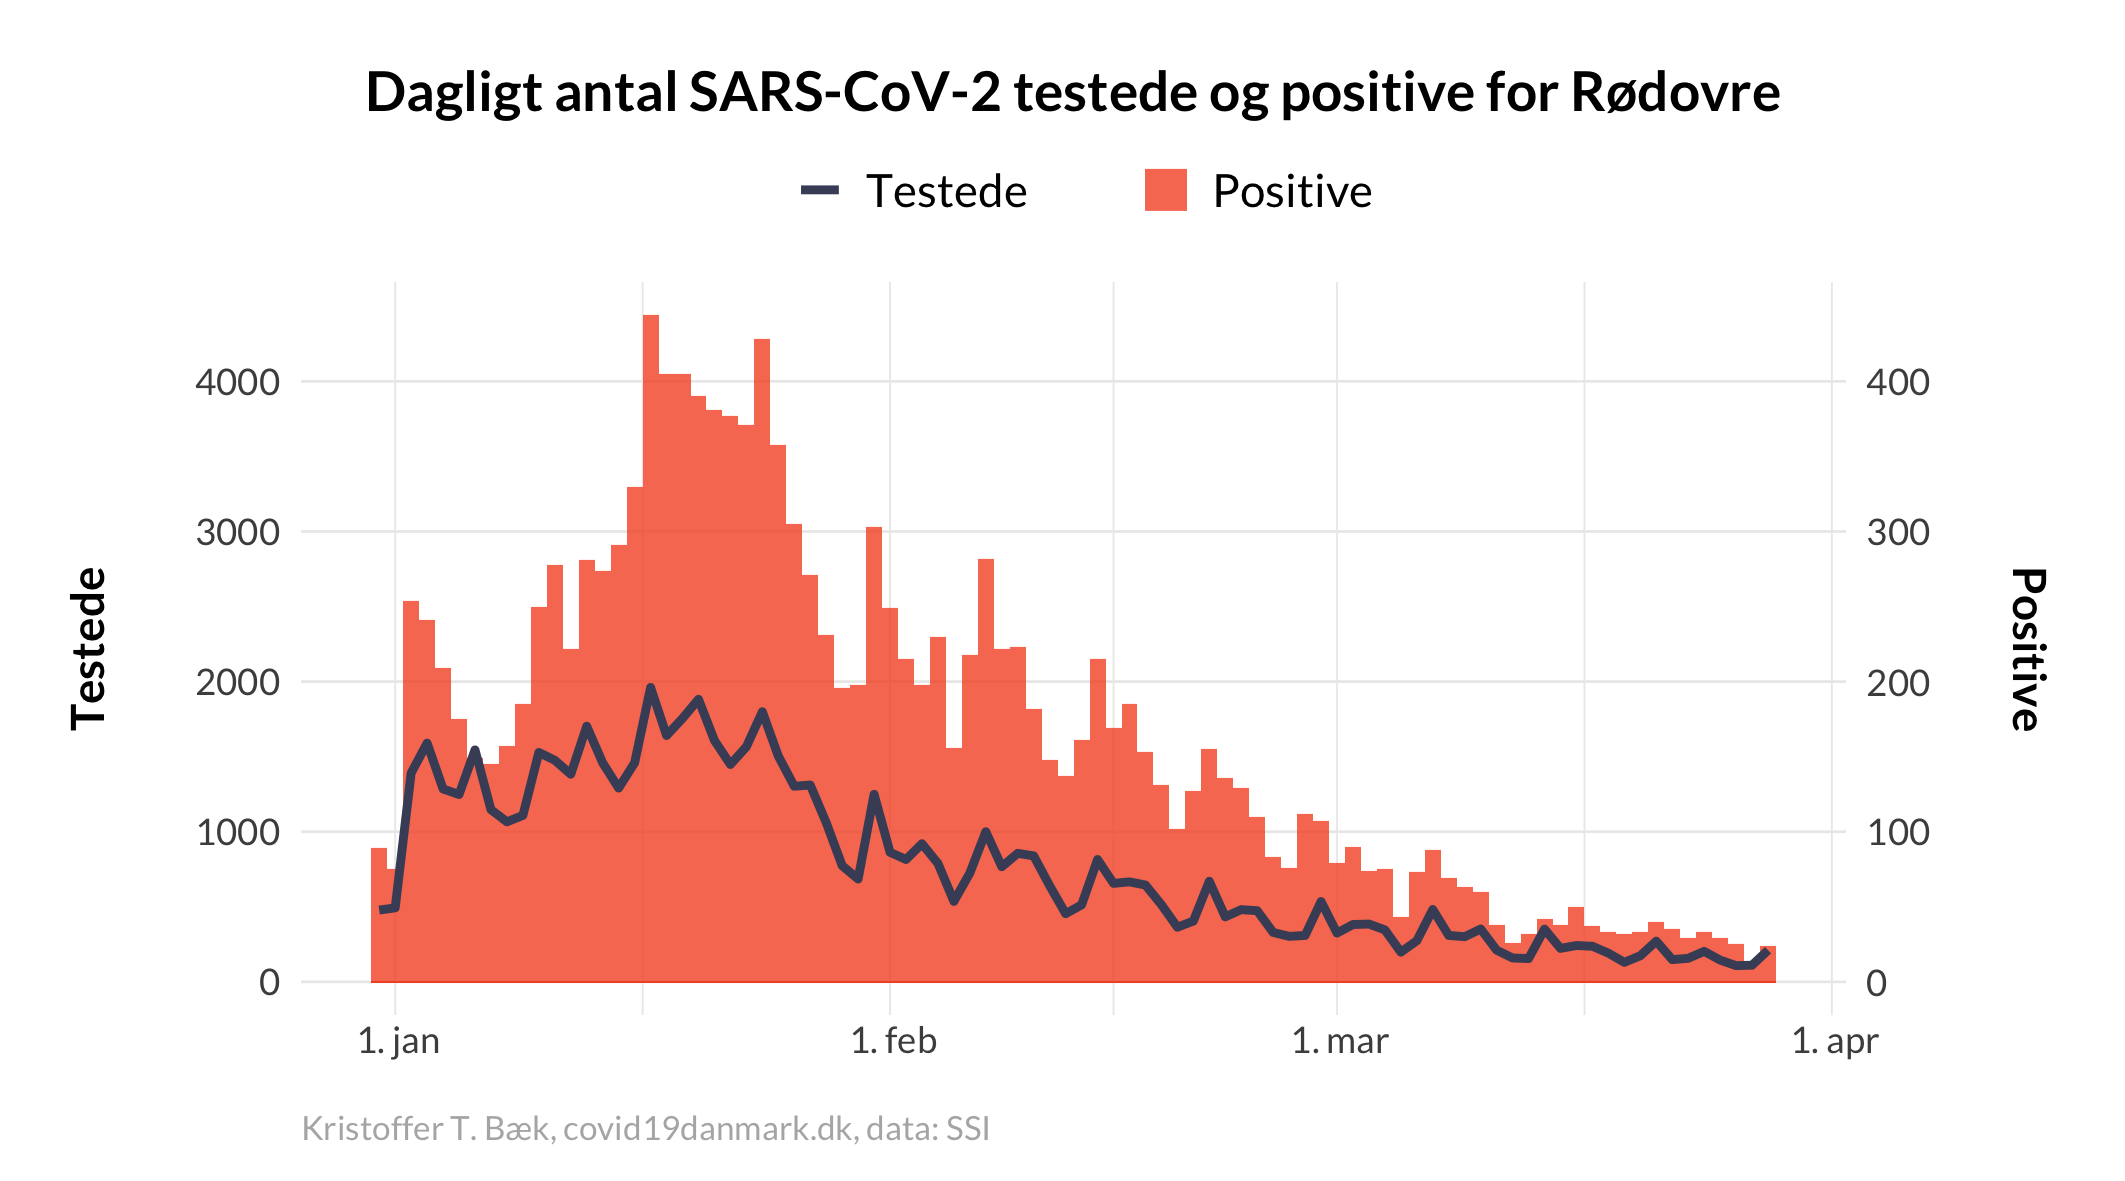 Dagligt antal SARS-CoV-2 testede og positive for Rødovre
Testede
Positive
Testede
4000
3000
2000
1000
0
400
300
200
100
0
Positive
1. jan
1. feb
1. mar
1. apr
Kristoffer T. Bæk, covid19danmark.dk, data: SSI